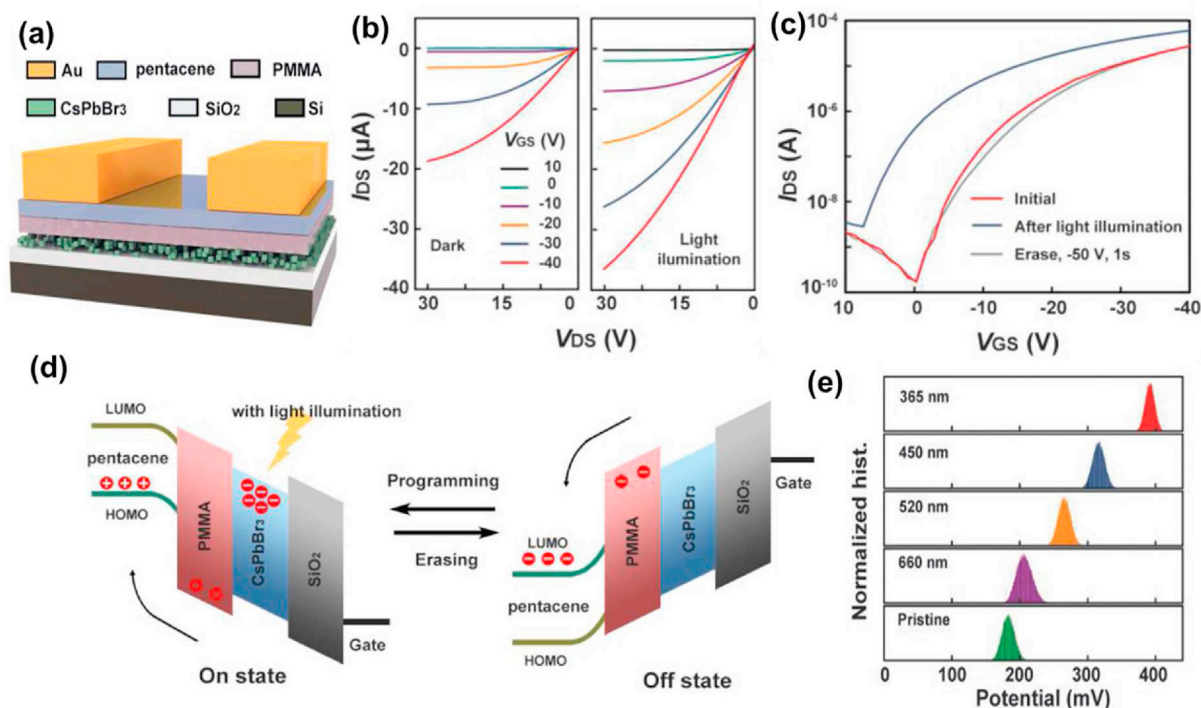 (a)
Au
pentacene
PMMA
CsPbBr3
SiO2
Si
(b)
IDS (μA)
0
-10
-20
-30
-40
VGS (V)
10
0
-10
-20
-30
-40
Dark
Light
illumination
30
15
0
30
15
0
VDS (V)
(c)
IDS (A)
10-4
10-6
10-8
10-10
Initial
After light illumination
Erase, -50 V, 1s
10
0
-10
-20
-30
-40
VGS (V)
(d)
LUMO
with light illumination
pentacene
HOMO
PMMA
CsPbBr3
SiO2
Gate
On state
Programming
Erasing
LUMO
pentacene
HOMO
PMMA
CsPbBr3
SiO2
Gate
Off state
(e)
Normalized hist.
365 nm
450 nm
520 nm
660 nm
Pristine
0
100
200
300
400
Potential (mV)